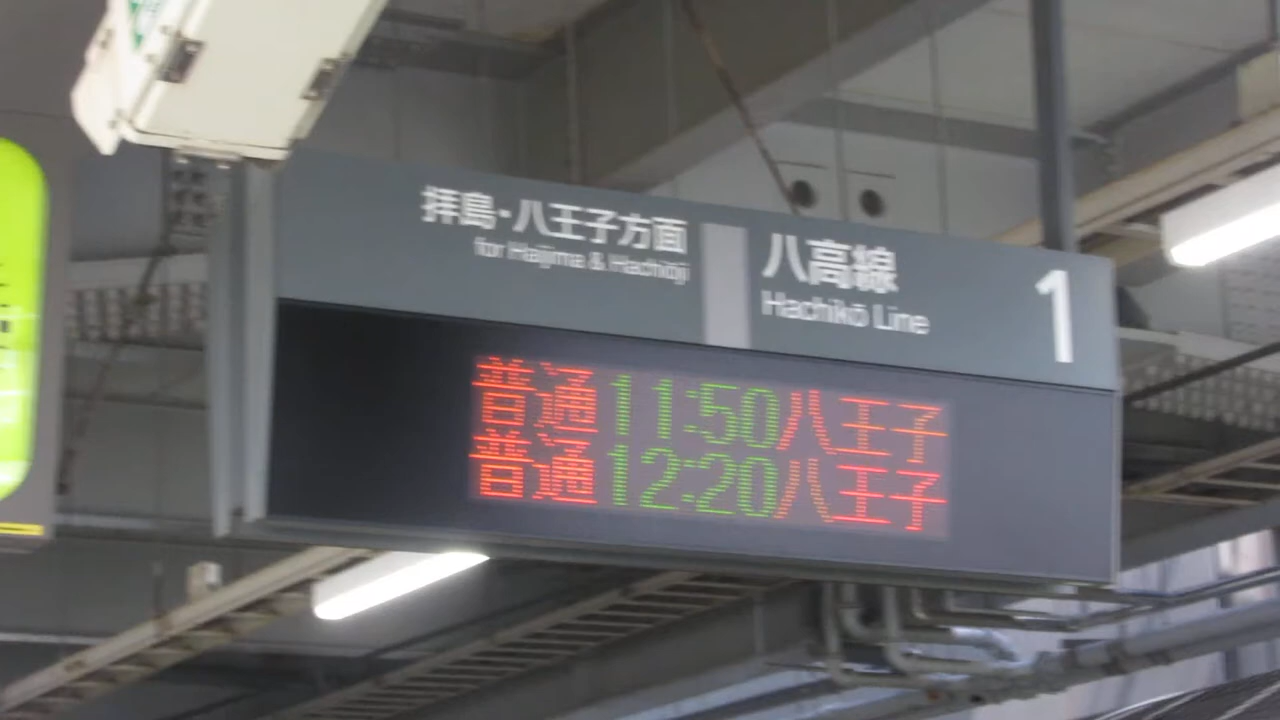 拝島・八王子方面
for Haijima & Hachiōji
八高線
Hachikō Line
1
普通 11:50 八王子
普通 12:20 八王子